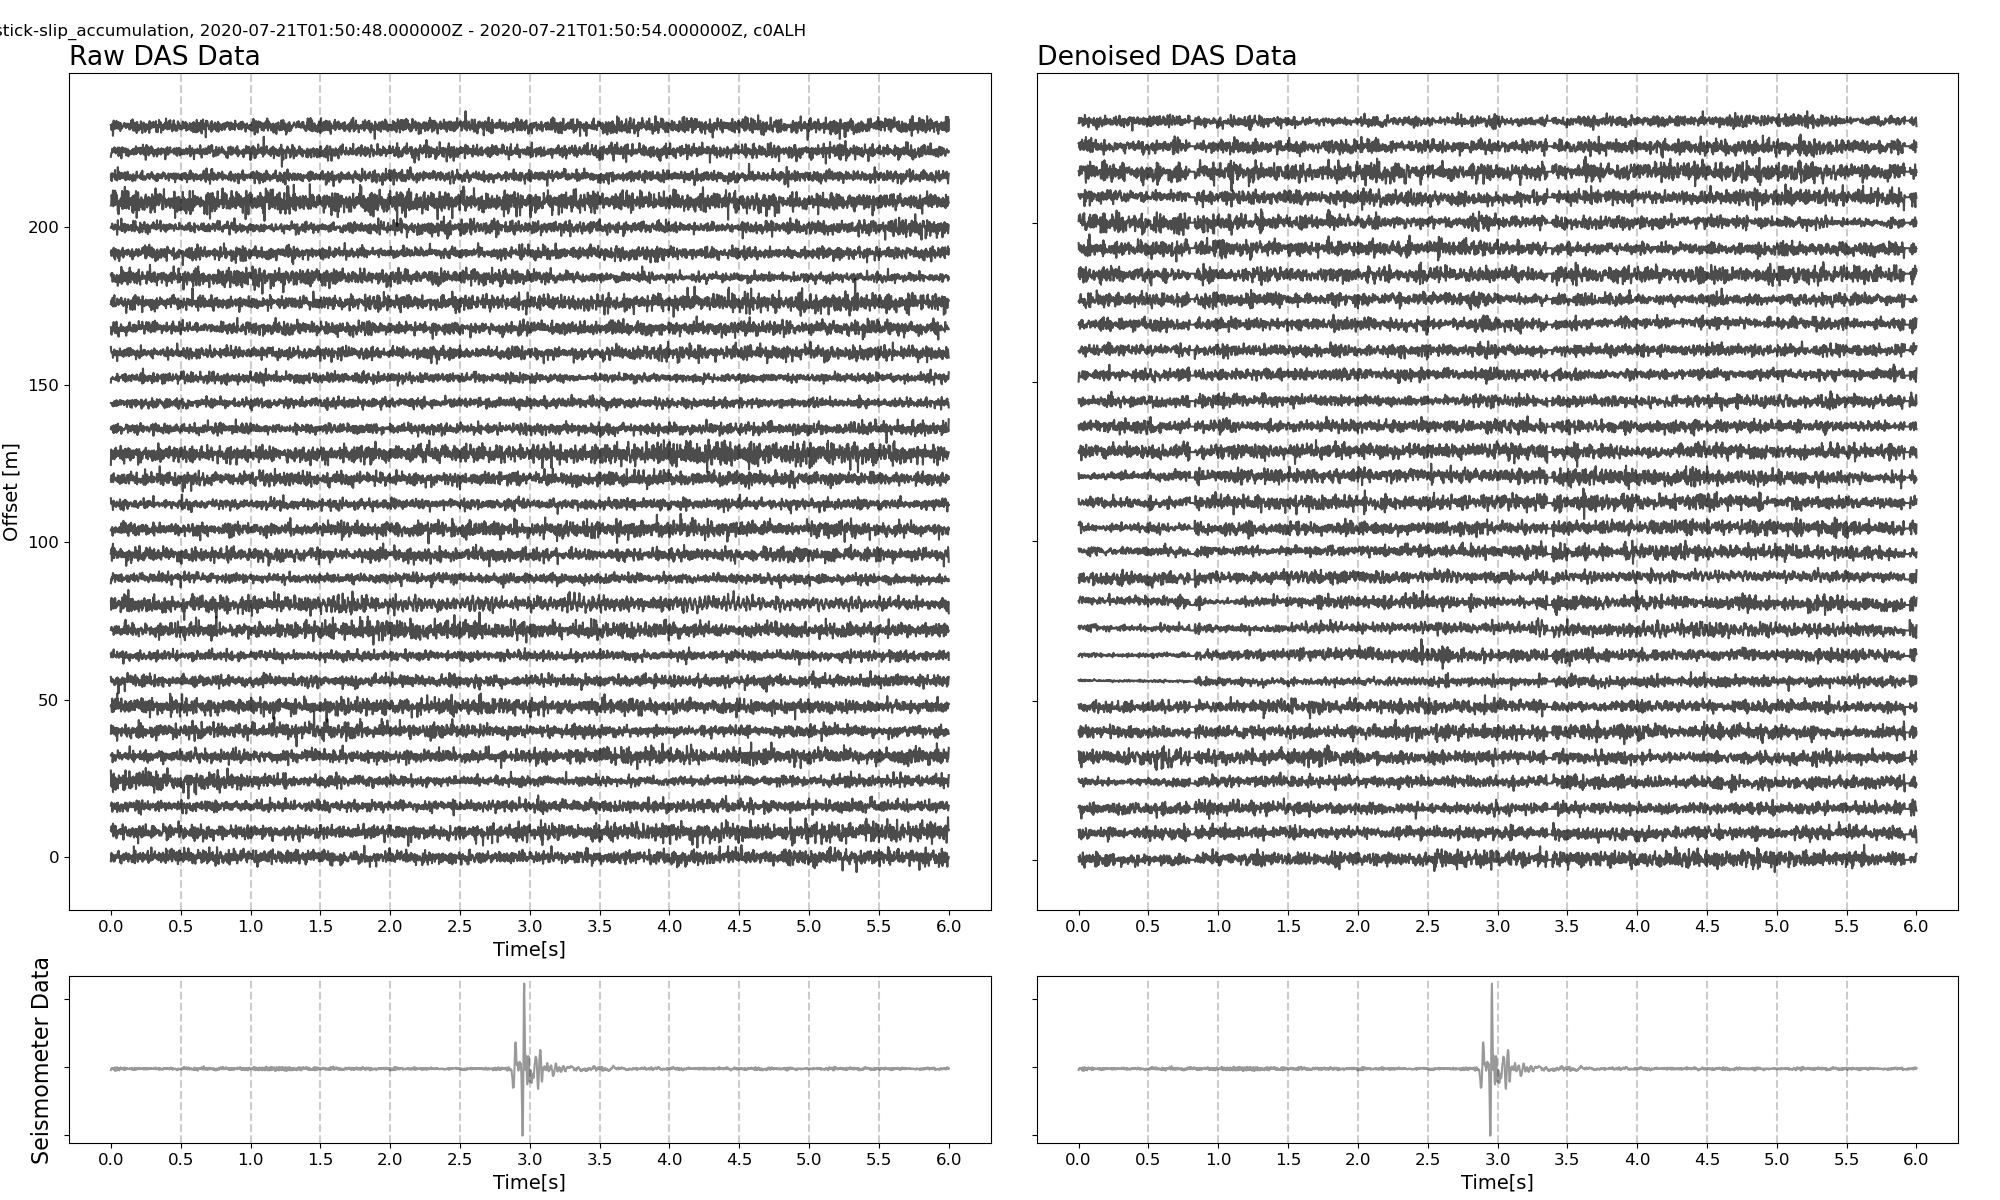 stick-slip_accumulation, 2020-07-21T01:50:48.000000Z - 2020-07-21T01:50:54.000000Z, c0ALH
Raw DAS Data
Denoised DAS Data
Offset [m]
200
150
100
50
0
0.0 0.5 1.0 1.5 2.0 2.5 3.0 3.5 4.0 4.5 5.0 5.5 6.0
Time[s]
0.0 0.5 1.0 1.5 2.0 2.5 3.0 3.5 4.0 4.5 5.0 5.5 6.0
Seismometer Data
0.0 0.5 1.0 1.5 2.0 2.5 3.0 3.5 4.0 4.5 5.0 5.5 6.0
Time[s]
0.0 0.5 1.0 1.5 2.0 2.5 3.0 3.5 4.0 4.5 5.0 5.5 6.0
Time[s]